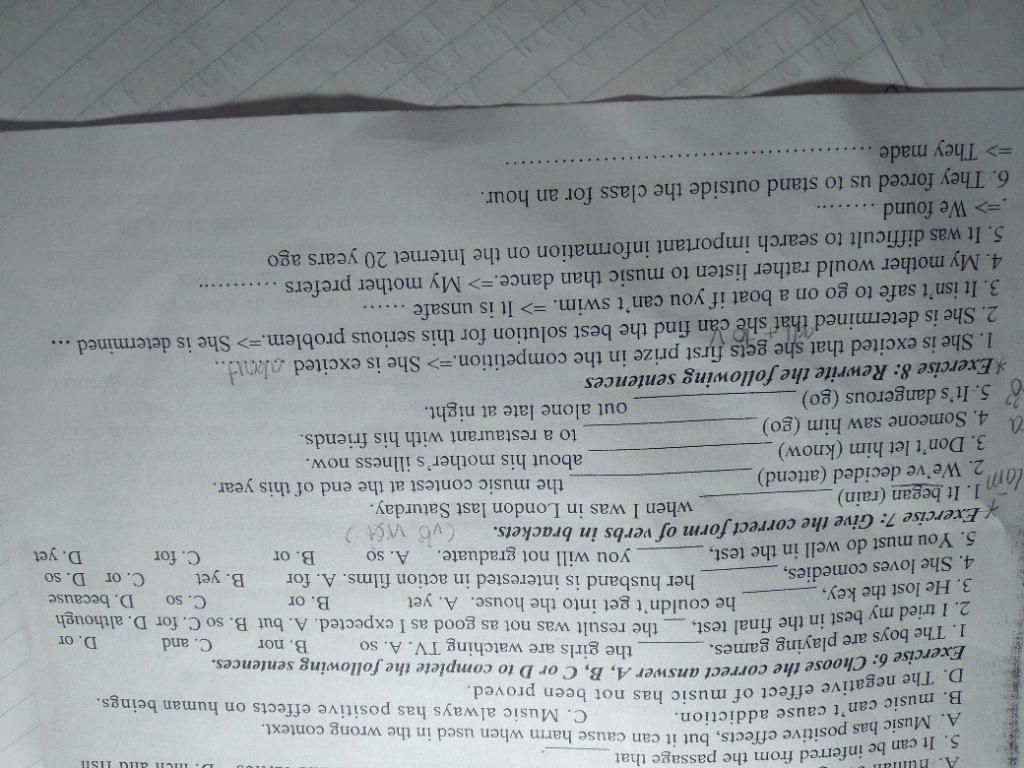 A. human
D. men and fish
5. It can be inferred from the passage that ________.
A. Music has positive effects, but it can cause harm when used in the wrong context.
B. music can't cause addiction. C. Music always has positive effects on human beings.
D. The negative effect of music has not been proved.
Exercise 6: Choose the correct answer A, B, C or D to complete the following sentences.
1. The boys are playing games, ______ the girls are watching TV. A. so B. nor C. and D. or
2. I tried my best in the final test, __ the result was not as good as I expected. A. but B. so C. for D. although
3. He lost the key, ________ he couldn't get into the house. A. yet B. or C. so D. because
4. She loves comedies, ________ her husband is interested in action films. A. for B. yet C. or D. so
5. You must do well in the test, _______ you will not graduate. A. so B. or C. for D. yet
*Exercise 7: Give the correct form of verbs in brackets.
1. It began (rain) __________ when I was in London last Saturday.
2. We've decided (attend) ______________ the music contest at the end of this year.
3. Don't let him (know) ______________ about his mother's illness now.
4. Someone saw him (go) ______________ to a restaurant with his friends.
5. It's dangerous (go) ______________ out alone late at night.
*Exercise 8: Rewrite the following sentences
1. She is excited that she gets first prize in the competition.=> She is excited about..
2. She is determined that she can find the best solution for this serious problem.=> She is determined ...
3. It isn't safe to go on a boat if you can't swim. => It is unsafe ......
4. My mother would rather listen to music than dance.=> My mother prefers ...........
5. It was difficult to search important information on the Internet 20 years ago
.=> We found ........
6. They forced us to stand outside the class for an hour.
=> They made ................................................